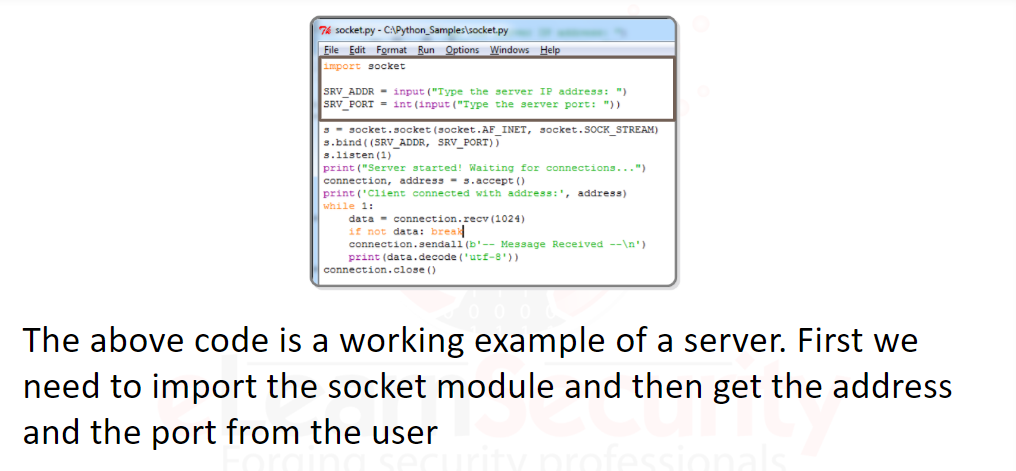 socket.py - C:\Python_Samples\socket.py
File Edit Format Run Options Windows Help
import socket
SRV_ADDR = input("Type the server IP address: ")
SRV_PORT = int(input("Type the server port: "))
s = socket.socket(socket.AF_INET, socket.SOCK_STREAM)
s.bind((SRV_ADDR, SRV_PORT))
s.listen(1)
print("Server started! Waiting for connections...")
connection, address = s.accept()
print('Client connected with address:', address)
while 1:
    data = connection.recv(1024)
    if not data: break
    connection.sendall(b'-- Message Received --\n')
    print(data.decode('utf-8'))
connection.close()
The above code is a working example of a server. First we
need to import the socket module and then get the address
and the port from the user
eLearnSecurity
Forging security professionals